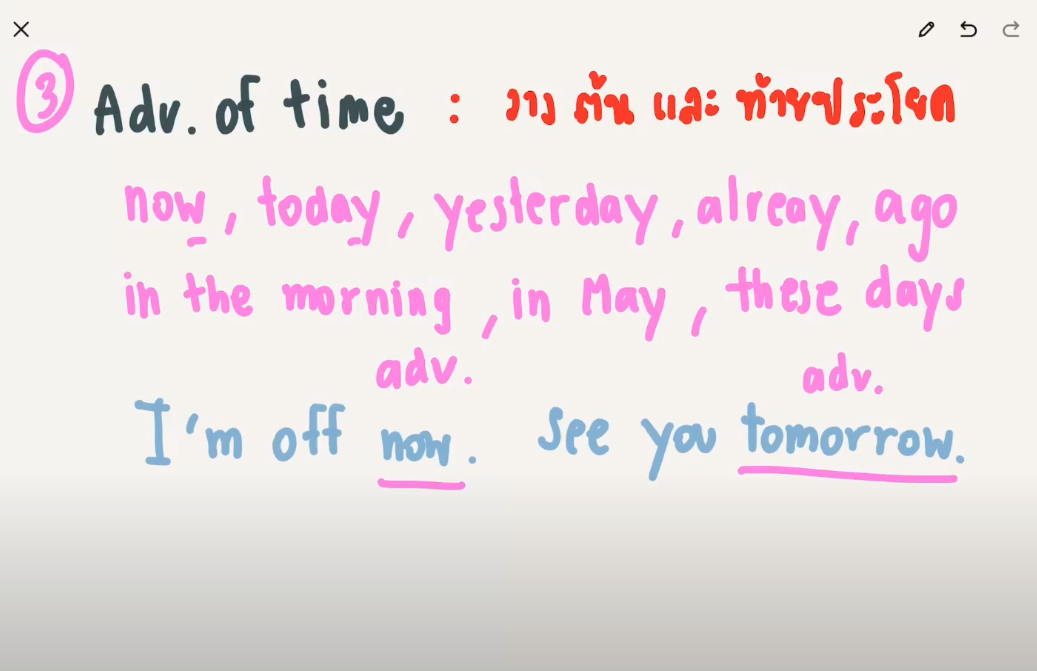 3 Adv. of time : วาง ต้น และ ท้ายประโยค
now, today, yesterday, alreay, ago
in the morning, in May, these days
adv. adv.
I'm off now. See you tomorrow.